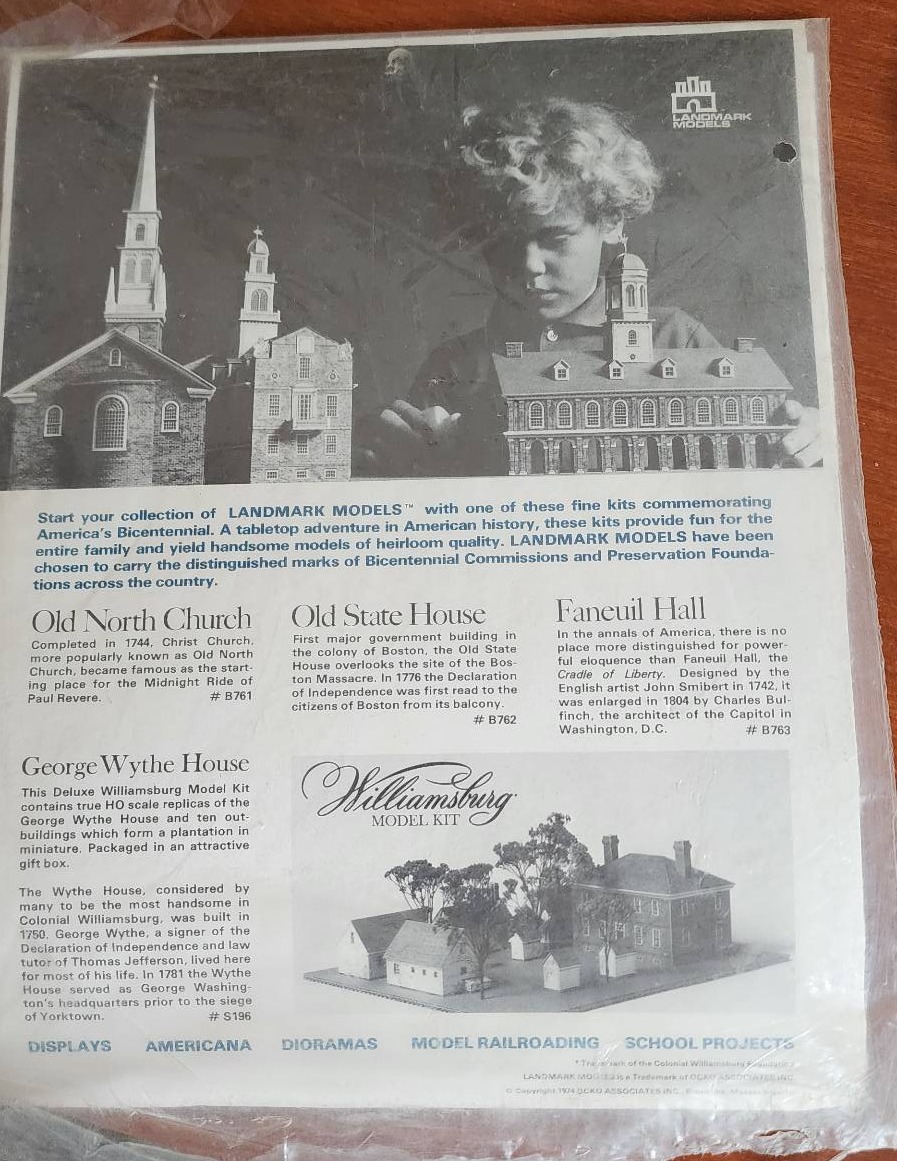 LANDMARK
MODELS
Start your collection of LANDMARK MODELS™ with one of these fine kits commemorating
America's Bicentennial. A tabletop adventure in American history, these kits provide fun for the
entire family and yield handsome models of heirloom quality. LANDMARK MODELS have been
chosen to carry the distinguished marks of Bicentennial Commissions and Preservation Founda-
tions across the country.
Old North Church
Completed in 1744, Christ Church,
more popularly known as Old North
Church, became famous as the start-
ing place for the Midnight Ride of
Paul Revere. # B761
Old State House
First major government building in
the colony of Boston, the Old State
House overlooks the site of the Bos-
ton Massacre. In 1776 the Declaration
of Independence was first read to the
citizens of Boston from its balcony.
# B762
Faneuil Hall
In the annals of America, there is no
place more distinguished for power-
ful eloquence than Faneuil Hall, the
Cradle of Liberty. Designed by the
English artist John Smibert in 1742, it
was enlarged in 1804 by Charles Bul-
finch, the architect of the Capitol in
Washington, D.C. # B763
George Wythe House
This Deluxe Williamsburg Model Kit
contains true HO scale replicas of the
George Wythe House and ten out-
buildings which form a plantation in
miniature. Packaged in an attractive
gift box.
The Wythe House, considered by
many to be the most handsome in
Colonial Williamsburg, was built in
1750. George Wythe, a signer of the
Declaration of Independence and law
tutor of Thomas Jefferson, lived here
for most of his life. In 1781 the Wythe
House served as George Washing-
ton's headquarters prior to the siege
of Yorktown. # S196
Williamsburg
MODEL KIT
DISPLAYS AMERICANA DIORAMAS MODEL RAILROADING SCHOOL PROJECTS
of the Colonial Williamsburg Foundation
LANDMARK MODELS is a Trademark of OCKO ASSOCIATES INC.
© Copyright 1974 OCKO ASSOCIATES INC.